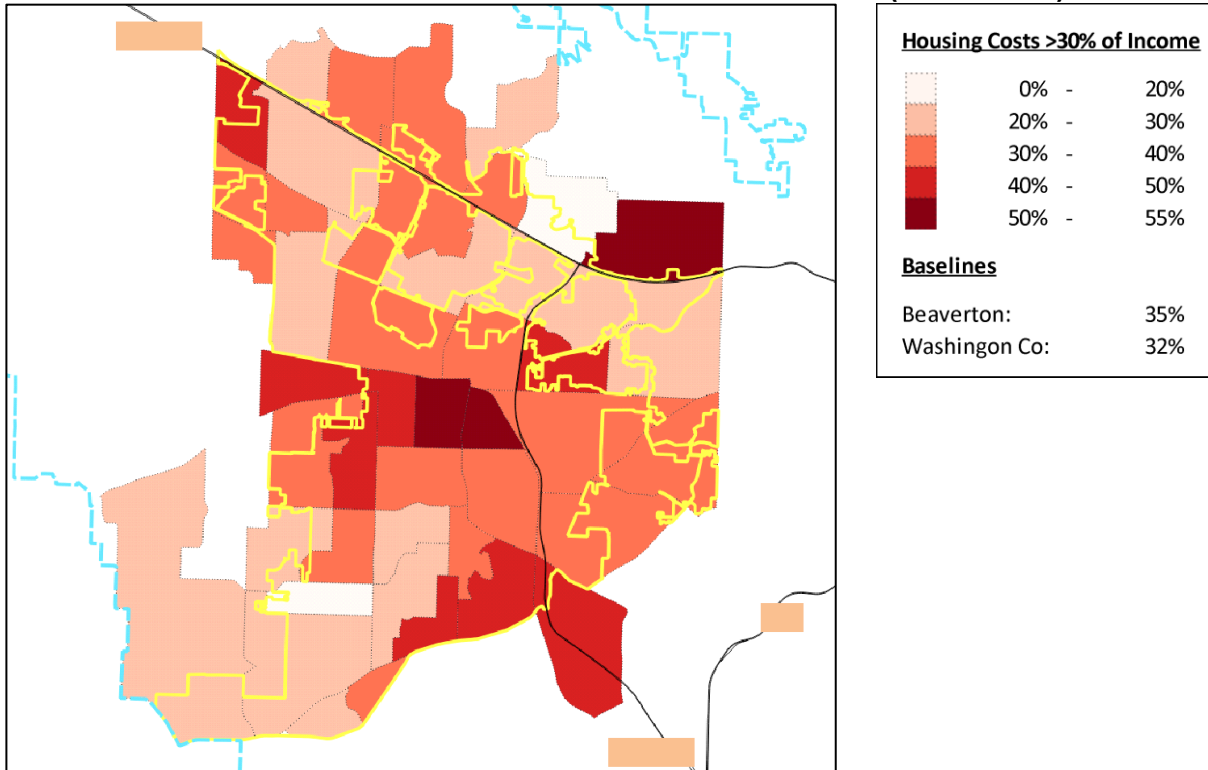 Housing Costs >30% of Income
0% - 20%
20% - 30%
30% - 40%
40% - 50%
50% - 55%
Baselines
Beaverton: 35%
Washingon Co: 32%